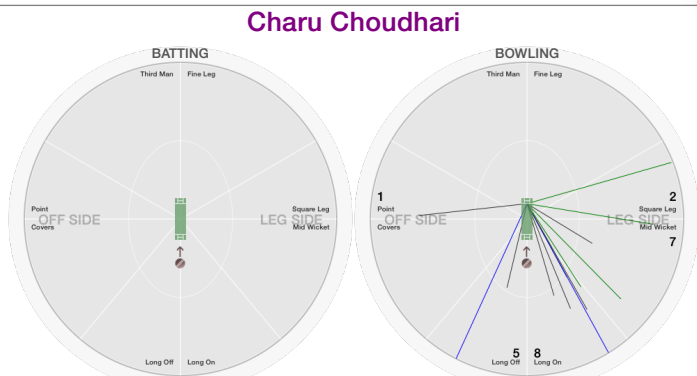 Charu Choudhari
BATTING
Third Man Fine Leg
Point Square Leg
OFF SIDE LEG SIDE
Covers Mid Wicket
Long Off Long On
BOWLING
Third Man Fine Leg
1 2
Point Square Leg
OFF SIDE LEG SIDE
Covers Mid Wicket
7
5 8
Long Off Long On